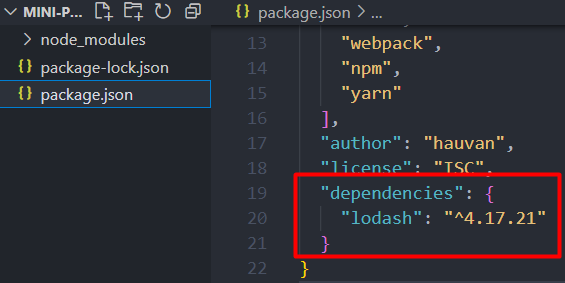 MINI-P...
node_modules
package-lock.json
package.json
package.json > ...
13 "webpack",
14 "npm",
15 "yarn"
16 ],
17 "author": "hauvan",
18 "license": "ISC",
19 "dependencies": {
20 "lodash": "^4.17.21"
21 }
22 }